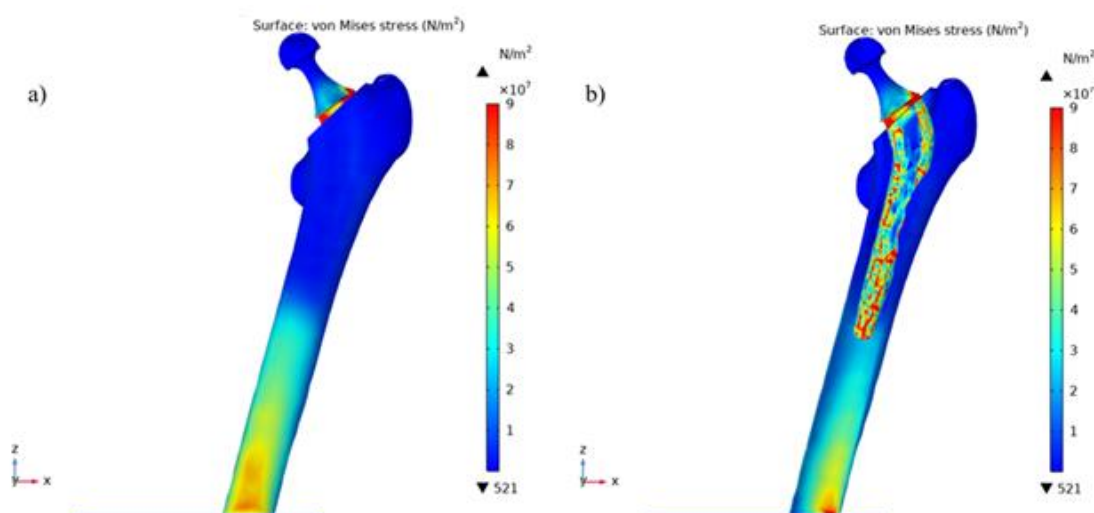 Surface: von Mises stress (N/m²)
a)
▲
N/m²
×10⁷
9
8
7
6
5
4
3
2
1
▼ 521
z
y
x
Surface: von Mises stress (N/m²)
b)
▲
N/m²
×10⁷
9
8
7
6
5
4
3
2
1
▼ 521
z
y
x